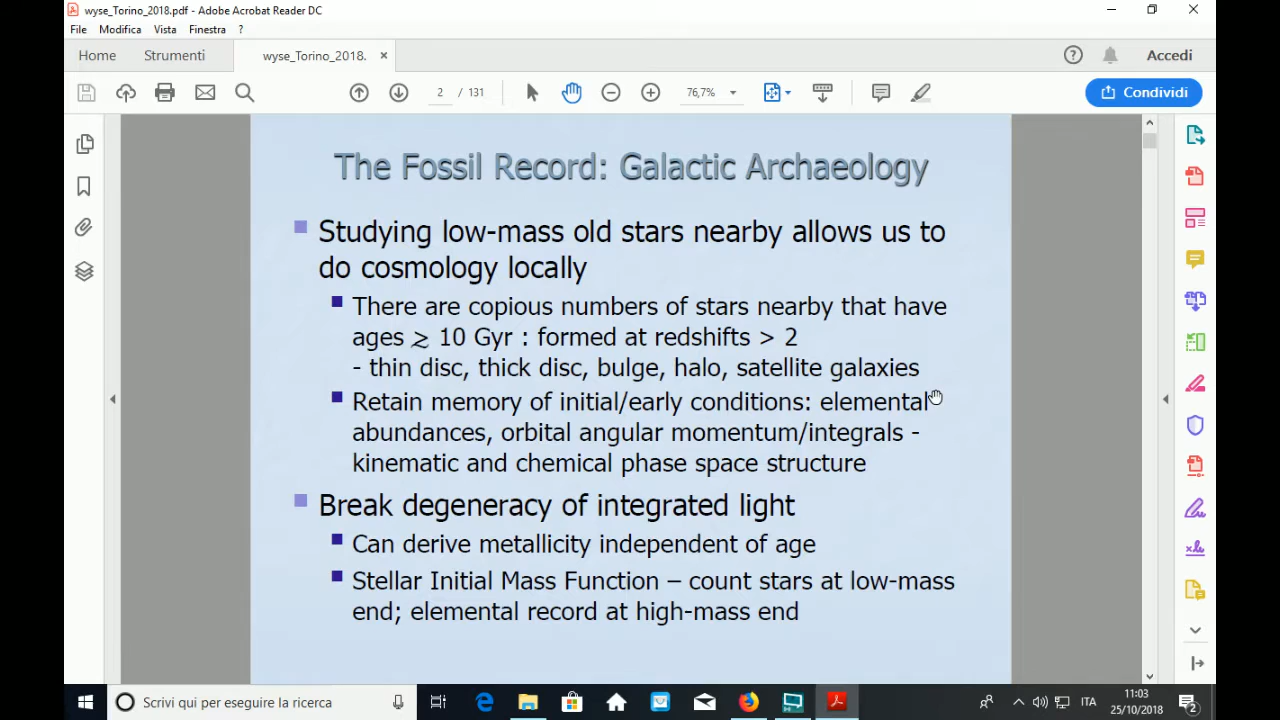 wyse_Torino_2018.pdf - Adobe Acrobat Reader DC
File Modifica Vista Finestra ?
Home Strumenti wyse_Torino_2018. Accedi
2 / 131 76,7% Condividi
The Fossil Record: Galactic Archaeology
Studying low-mass old stars nearby allows us to
do cosmology locally
There are copious numbers of stars nearby that have
ages ≳ 10 Gyr : formed at redshifts > 2
- thin disc, thick disc, bulge, halo, satellite galaxies
Retain memory of initial/early conditions: elemental
abundances, orbital angular momentum/integrals -
kinematic and chemical phase space structure
Break degeneracy of integrated light
Can derive metallicity independent of age
Stellar Initial Mass Function – count stars at low-mass
end; elemental record at high-mass end
Scrivi qui per eseguire la ricerca
ITA
11:03
25/10/2018
2